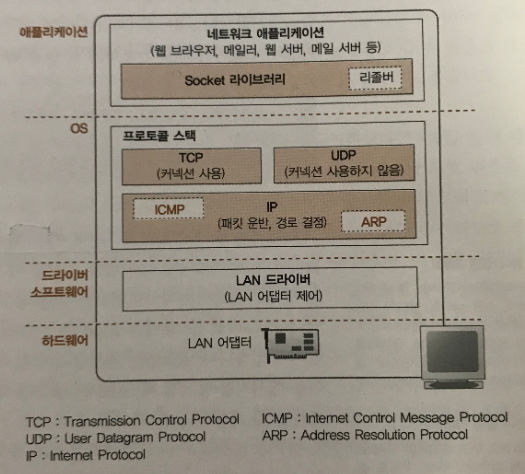 애플리케이션
네트워크 애플리케이션
(웹 브라우저, 메일러, 웹 서버, 메일 서버 등)
Socket 라이브러리
리졸버
OS
프로토콜 스택
TCP
(커넥션 사용)
UDP
(커넥션 사용하지 않음)
ICMP
IP
(패킷 운반, 경로 결정)
ARP
드라이버
소프트웨어
LAN 드라이버
(LAN 어댑터 제어)
하드웨어
LAN 어댑터
TCP : Transmission Control Protocol
ICMP : Internet Control Message Protocol
UDP : User Datagram Protocol
ARP : Address Resolution Protocol
IP : Internet Protocol